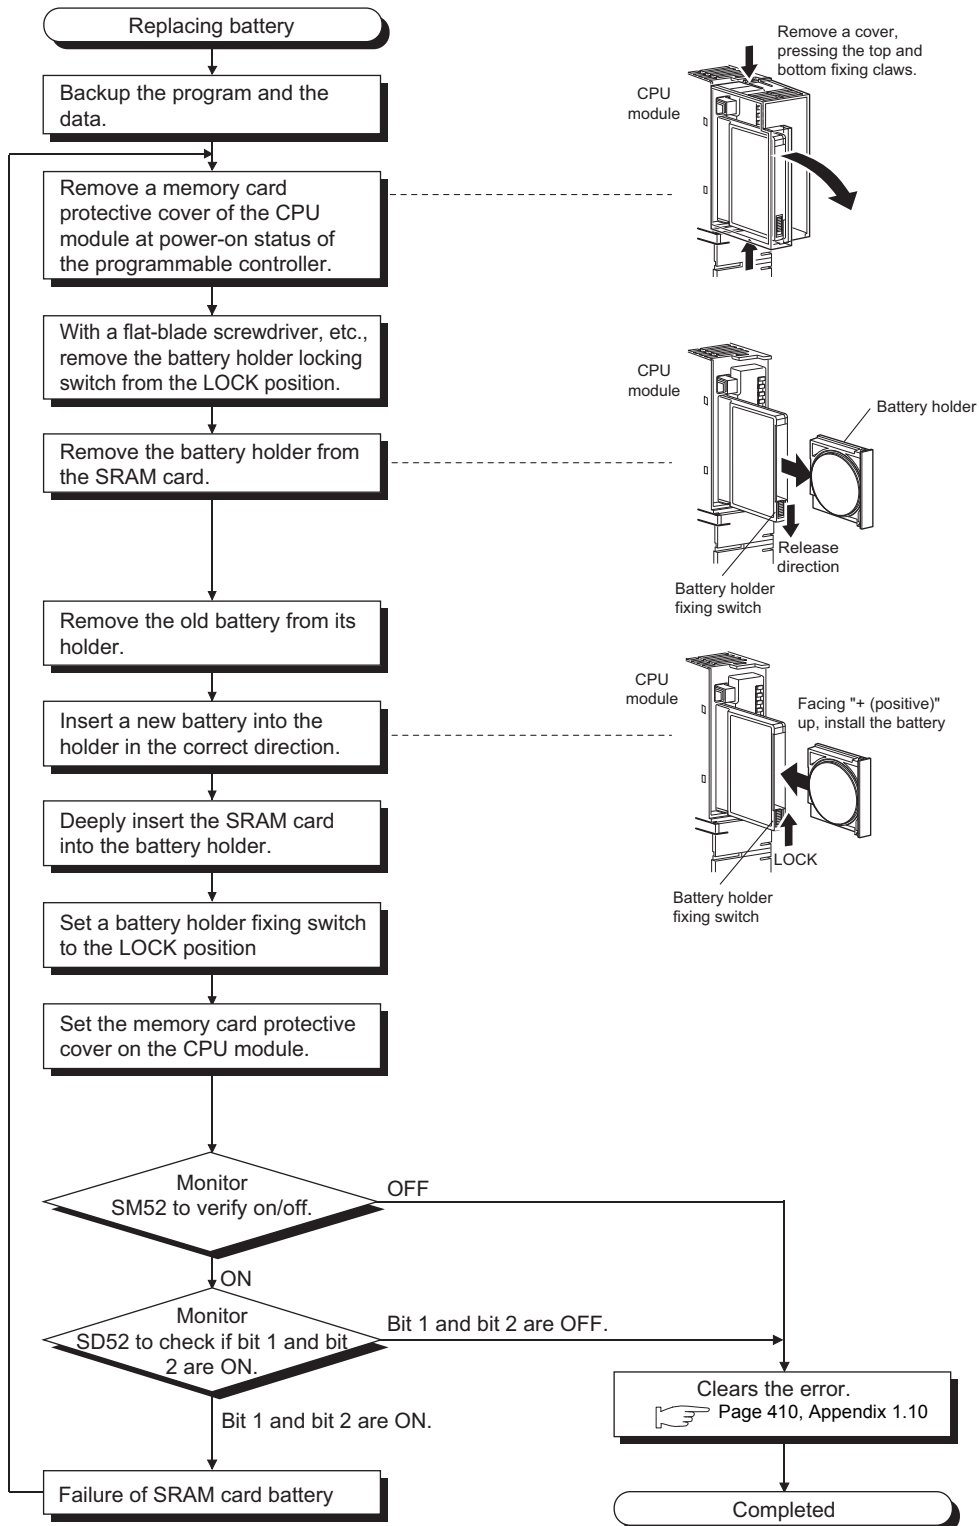 Replacing battery
Backup the program and the
data.
Remove a memory card
protective cover of the CPU
module at power-on status of
the programmable controller.
With a flat-blade screwdriver, etc.,
remove the battery holder locking
switch from the LOCK position.
Remove the battery holder from
the SRAM card.
Remove the old battery from its
holder.
Insert a new battery into the
holder in the correct direction.
Deeply insert the SRAM card
into the battery holder.
Set a battery holder fixing switch
to the LOCK position
Set the memory card protective
cover on the CPU module.
Monitor
SM52 to verify on/off.
OFF
ON
Monitor
SD52 to check if bit 1 and bit
2 are ON.
Bit 1 and bit 2 are OFF.
Bit 1 and bit 2 are ON.
Failure of SRAM card battery
Clears the error.
Page 410, Appendix 1.10
Completed
Remove a cover,
pressing the top and
bottom fixing claws.
CPU
module
CPU
module
Battery holder
Release
direction
Battery holder
fixing switch
CPU
module
Facing "+ (positive)"
up, install the battery
LOCK
Battery holder
fixing switch